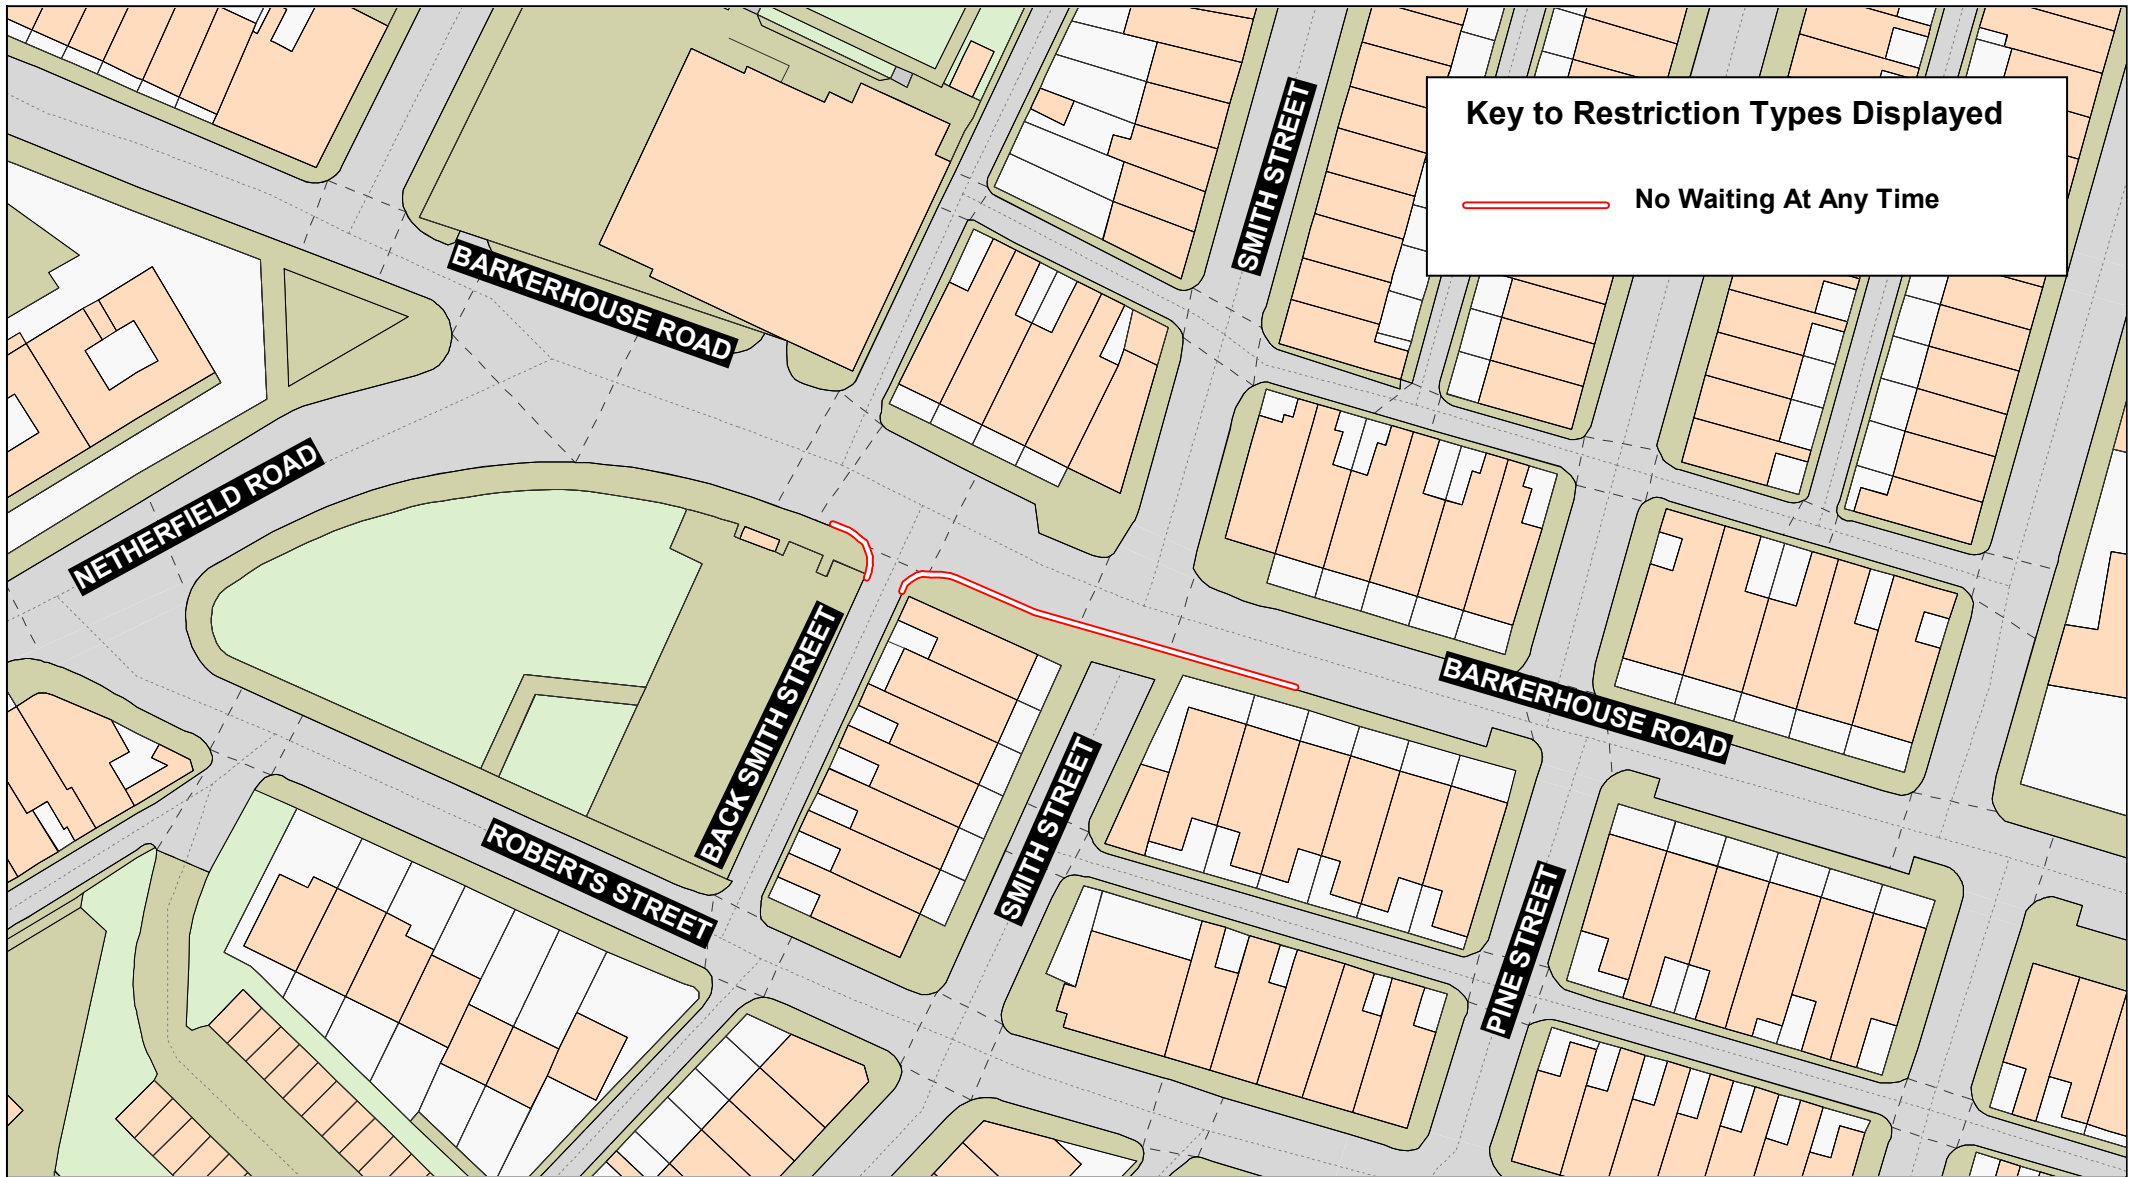 SMITH STREET
Key to Restriction Types Displayed
No Waiting At Any Time
BARKERHOUSE ROAD
NETHERFIELD ROAD
BACK SMITH STREET
BARKERHOUSE ROAD
SMITH STREET
ROBERTS STREET
PINE STREET